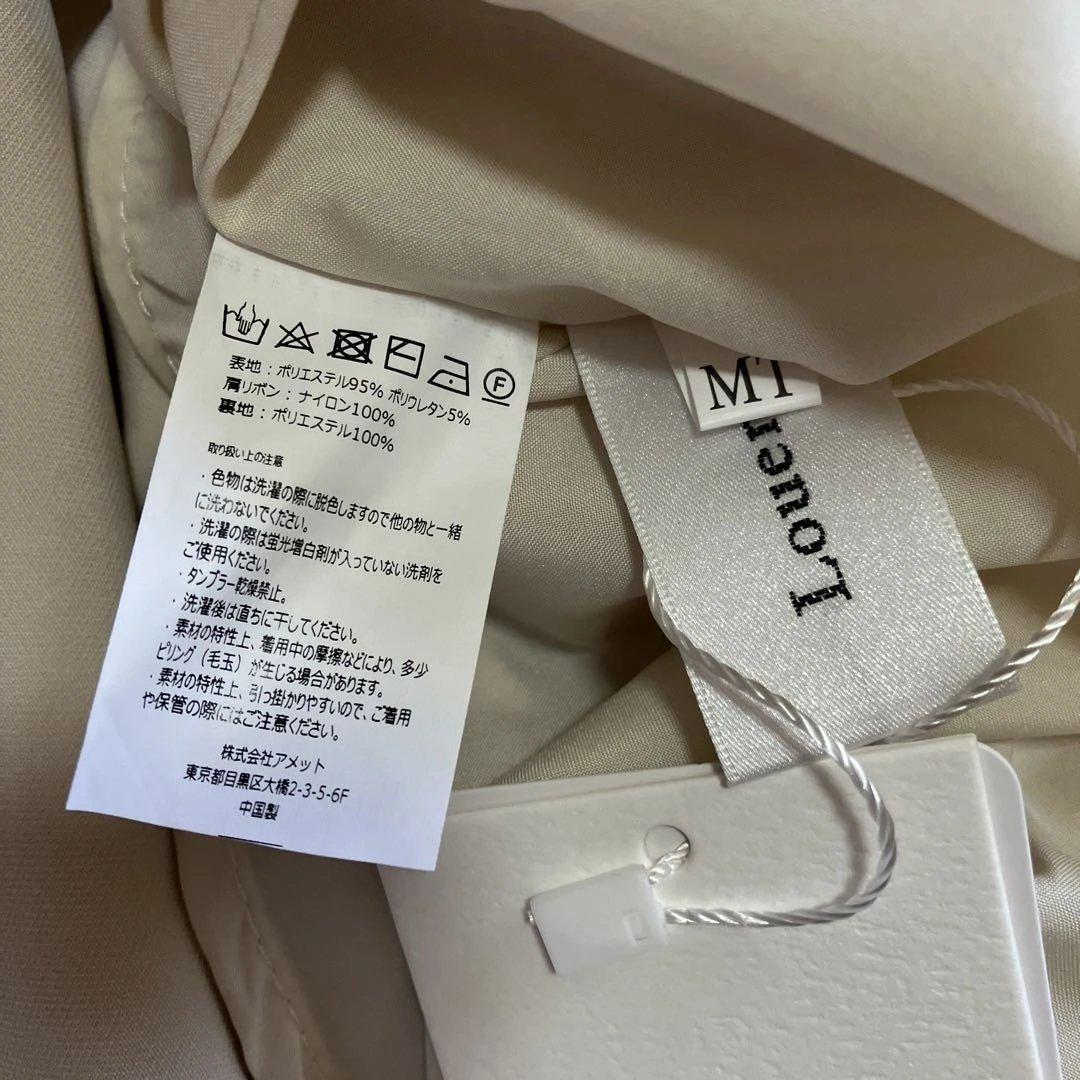 F
表地：ポリエステル95% ポリウレタン5%
肩リボン：ナイロン100%
裏地：ポリエステル100%
取り扱い上の注意
・色物は洗濯の際に脱色しますので他の物と一緒
に洗わないでください。
・洗濯の際は蛍光増白剤が入っていない洗剤を
ご使用ください。
・タンブラー乾燥禁止。
・洗濯後は直ちに干してください。
・素材の特性上、着用中の摩擦などにより、多少
ピリング（毛玉）が生じる場合があります。
・素材の特性上、引っ掛かりやすいので、ご着用
や保管の際にはご注意ください。
株式会社アメット
東京都目黒区大橋2-3-5-6F
中国製
MT
Louer